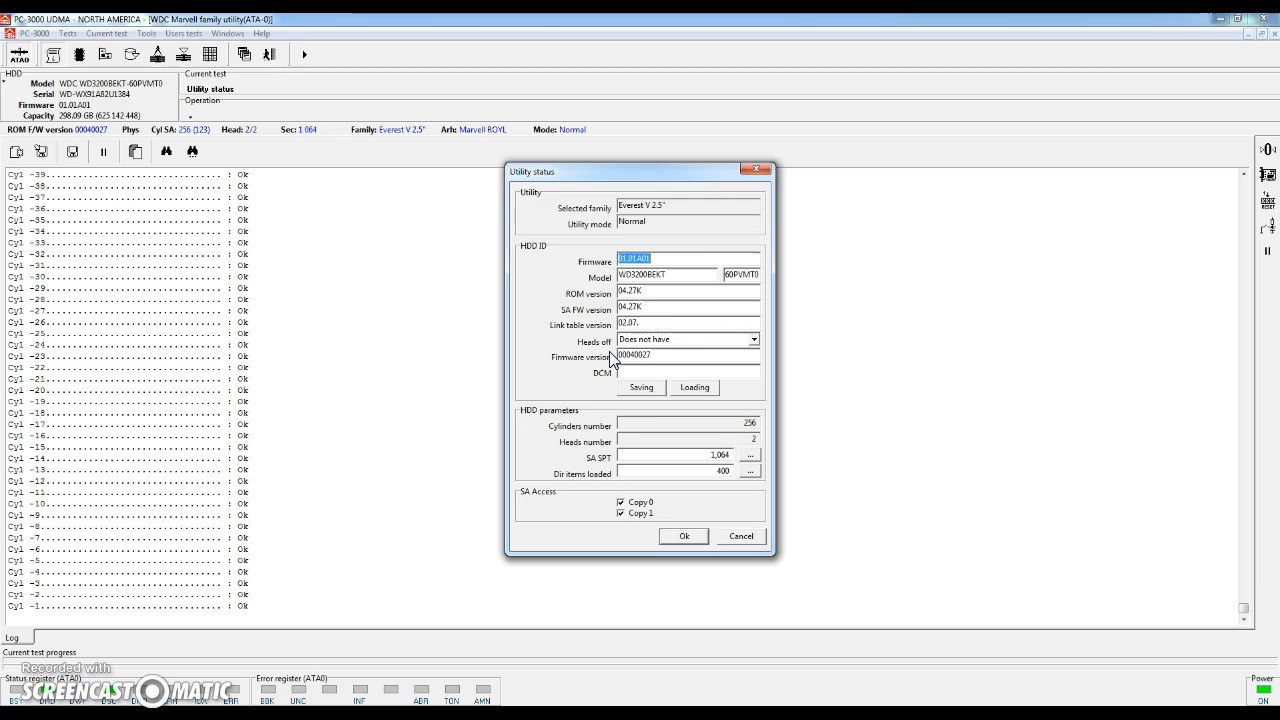 PC-3000 UDMA - NORTH AMERICA - [WDC Marvell family utility(ATA-0)]
PC-3000 Tests Current test Tools Users tests Windows Help
ATA0
HDD
Model WDC WD3200BEKT-60PVMT0
Serial WD-WX91A82U1384
Firmware 01.01A01
Capacity 298.09 GB (625 142 448)
Current test
Utility status
Operation
ROM F/W version 00040027 Phys Cyl SA: 256 (123) Head: 2/2 Sec: 1 064 Family: Everest V 2.5" Arh: Marvell ROYL Mode: Normal
Cyl -39................................ : Ok
Cyl -38................................ : Ok
Cyl -37................................ : Ok
Cyl -36................................ : Ok
Cyl -35................................ : Ok
Cyl -34................................ : Ok
Cyl -33................................ : Ok
Cyl -32................................ : Ok
Cyl -31................................ : Ok
Cyl -30................................ : Ok
Cyl -29................................ : Ok
Cyl -28................................ : Ok
Cyl -27................................ : Ok
Cyl -26................................ : Ok
Cyl -25................................ : Ok
Cyl -24................................ : Ok
Cyl -23................................ : Ok
Cyl -22................................ : Ok
Cyl -21................................ : Ok
Cyl -20................................ : Ok
Cyl -19................................ : Ok
Cyl -18................................ : Ok
Cyl -17................................ : Ok
Cyl -16................................ : Ok
Cyl -15................................ : Ok
Cyl -14................................ : Ok
Cyl -13................................ : Ok
Cyl -12................................ : Ok
Cyl -11................................ : Ok
Cyl -10................................ : Ok
Cyl -9................................. : Ok
Cyl -8................................. : Ok
Cyl -7................................. : Ok
Cyl -6................................. : Ok
Cyl -5................................. : Ok
Cyl -4................................. : Ok
Cyl -3................................. : Ok
Cyl -2................................. : Ok
Cyl -1................................. : Ok
Utility status
Utility
Selected family Everest V 2.5"
Utility mode Normal
HDD ID
Firmware 01.01A01
Model WD3200BEKT 60PVMT0
ROM version 04.27K
SA FW version 04.27K
Link table version 02.07.
Heads off Does not have
Firmware version 00040027
DCM
Saving Loading
HDD parameters
Cylinders number 256
Heads number 2
SA SPT 1,064 ...
Dir items loaded 400 ...
SA Access
Copy 0
Copy 1
Ok Cancel
Log
Current test progress
Recorded with
SCREENCAST MATIC
Status register (ATA0) Error register (ATA0) Power
BSY BBK UNC INF ABR TON AMN ON